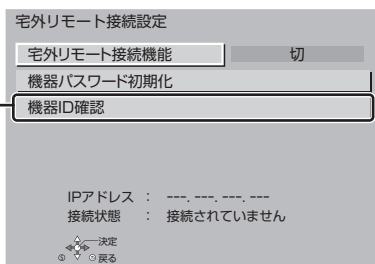 宅外リモート接続設定
宅外リモート接続機能 切
機器パスワード初期化
機器ID確認
IPアドレス : ---. ---. ---. ---
接続状態 : 接続されていません
決定
戻る